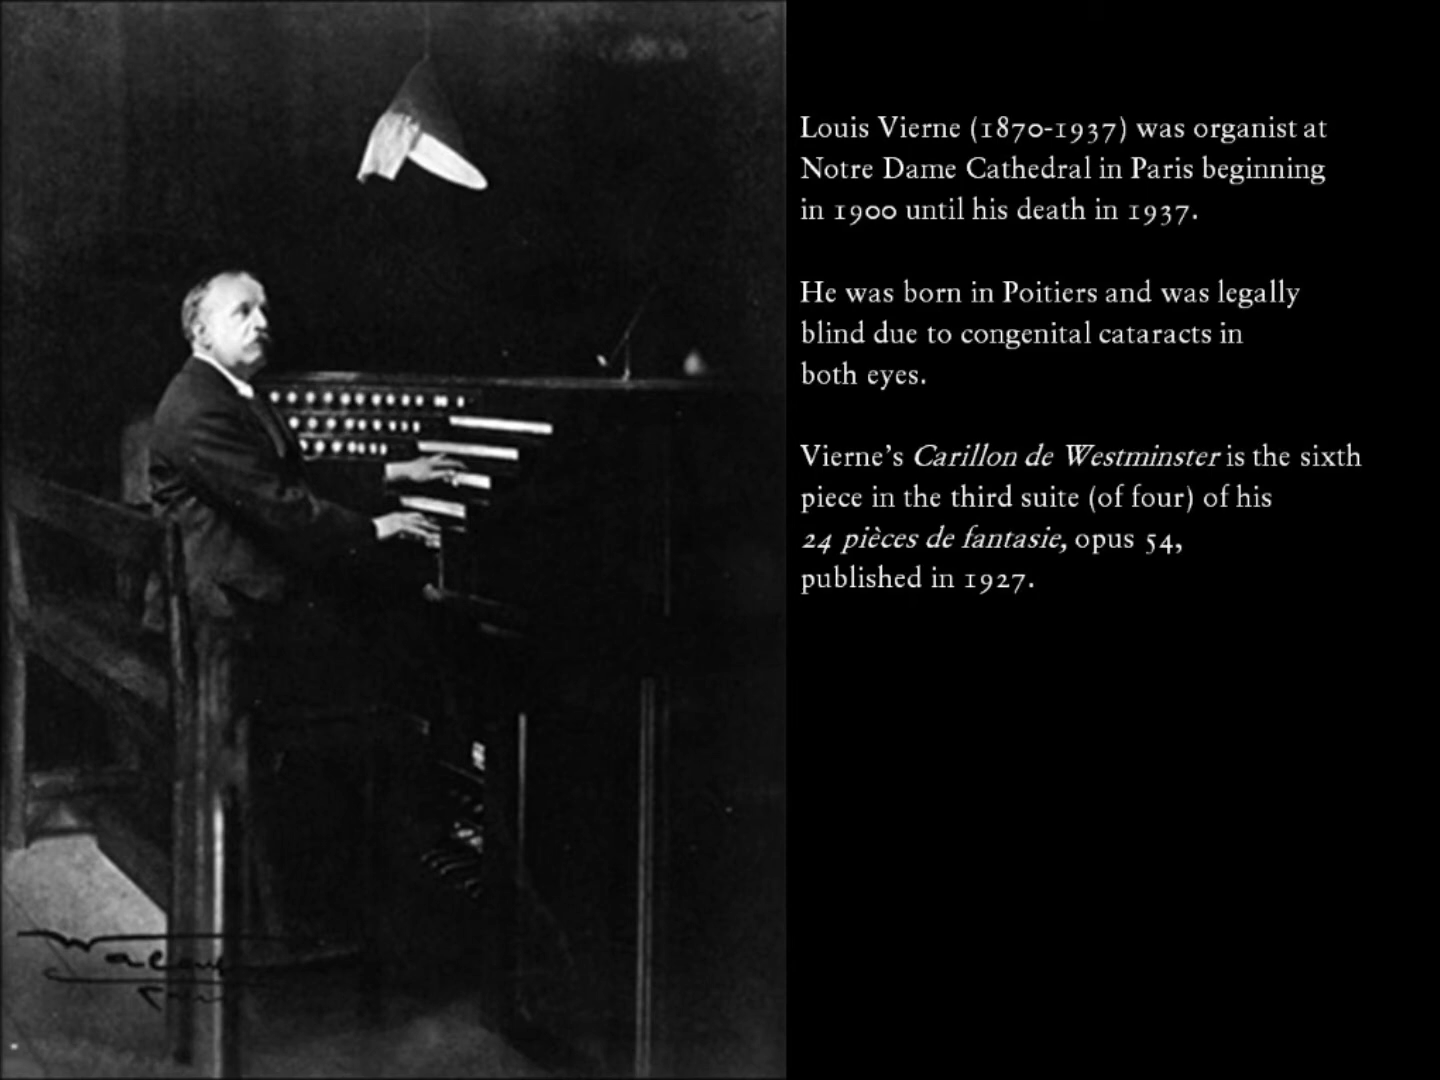 Louis Vierne (1870-1937) was organist at
Notre Dame Cathedral in Paris beginning
in 1900 until his death in 1937.
He was born in Poitiers and was legally
blind due to congenital cataracts in
both eyes.
Vierne's Carillon de Westminster is the sixth
piece in the third suite (of four) of his
24 pièces de fantasie, opus 54,
published in 1927.